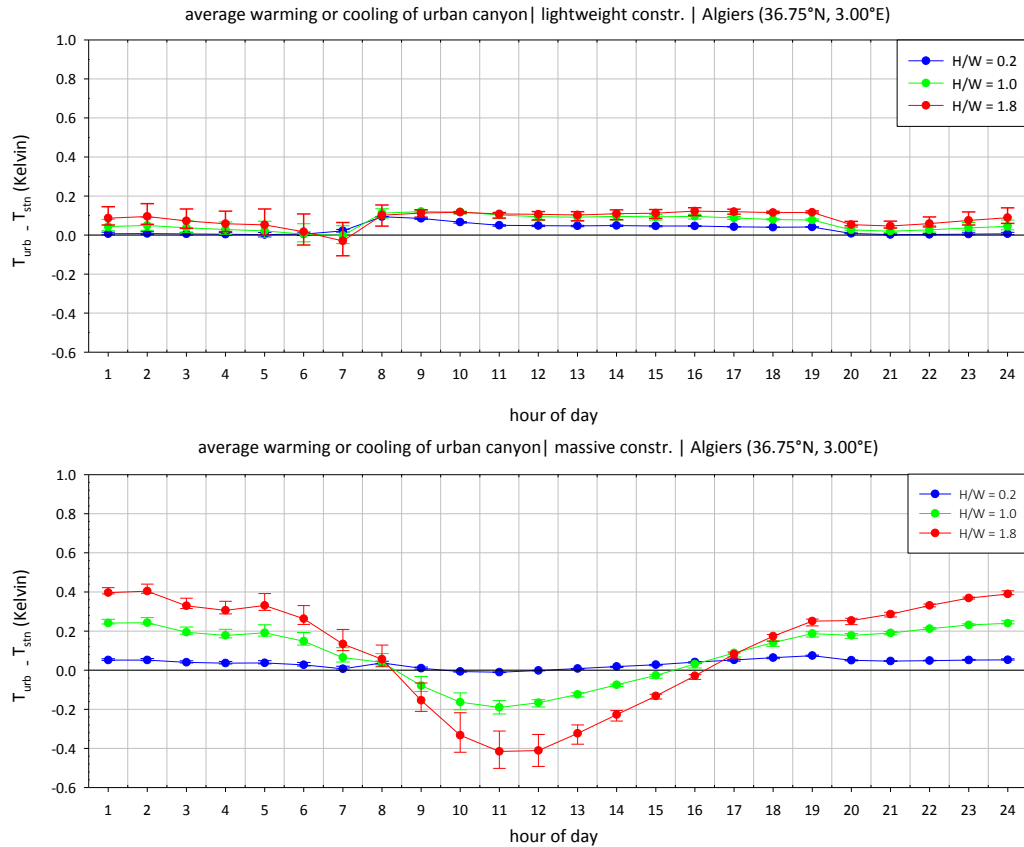 average warming or cooling of urban canyon| lightweight constr. | Algiers (36.75°N, 3.00°E)
1.0
0.8
0.6
0.4
0.2
0.0
-0.2
-0.4
-0.6
T_urb - T_stn (Kelvin)
H/W = 0.2
H/W = 1.0
H/W = 1.8
1 2 3 4 5 6 7 8 9 10 11 12 13 14 15 16 17 18 19 20 21 22 23 24
hour of day
average warming or cooling of urban canyon| massive constr. | Algiers (36.75°N, 3.00°E)
1.0
0.8
0.6
0.4
0.2
0.0
-0.2
-0.4
-0.6
T_urb - T_stn (Kelvin)
H/W = 0.2
H/W = 1.0
H/W = 1.8
1 2 3 4 5 6 7 8 9 10 11 12 13 14 15 16 17 18 19 20 21 22 23 24
hour of day